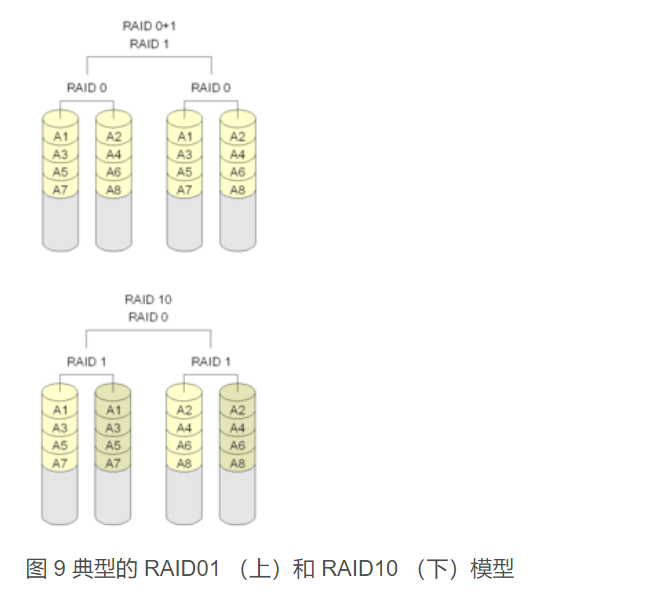 RAID 0+1
RAID 1
RAID 0 RAID 0
A1 A2 A1 A2
A3 A4 A3 A4
A5 A6 A5 A6
A7 A8 A7 A8
RAID 10
RAID 0
RAID 1 RAID 1
A1 A1 A2 A2
A3 A3 A4 A4
A5 A5 A6 A6
A7 A7 A8 A8
图 9 典型的 RAID01 （上）和 RAID10 （下）模型